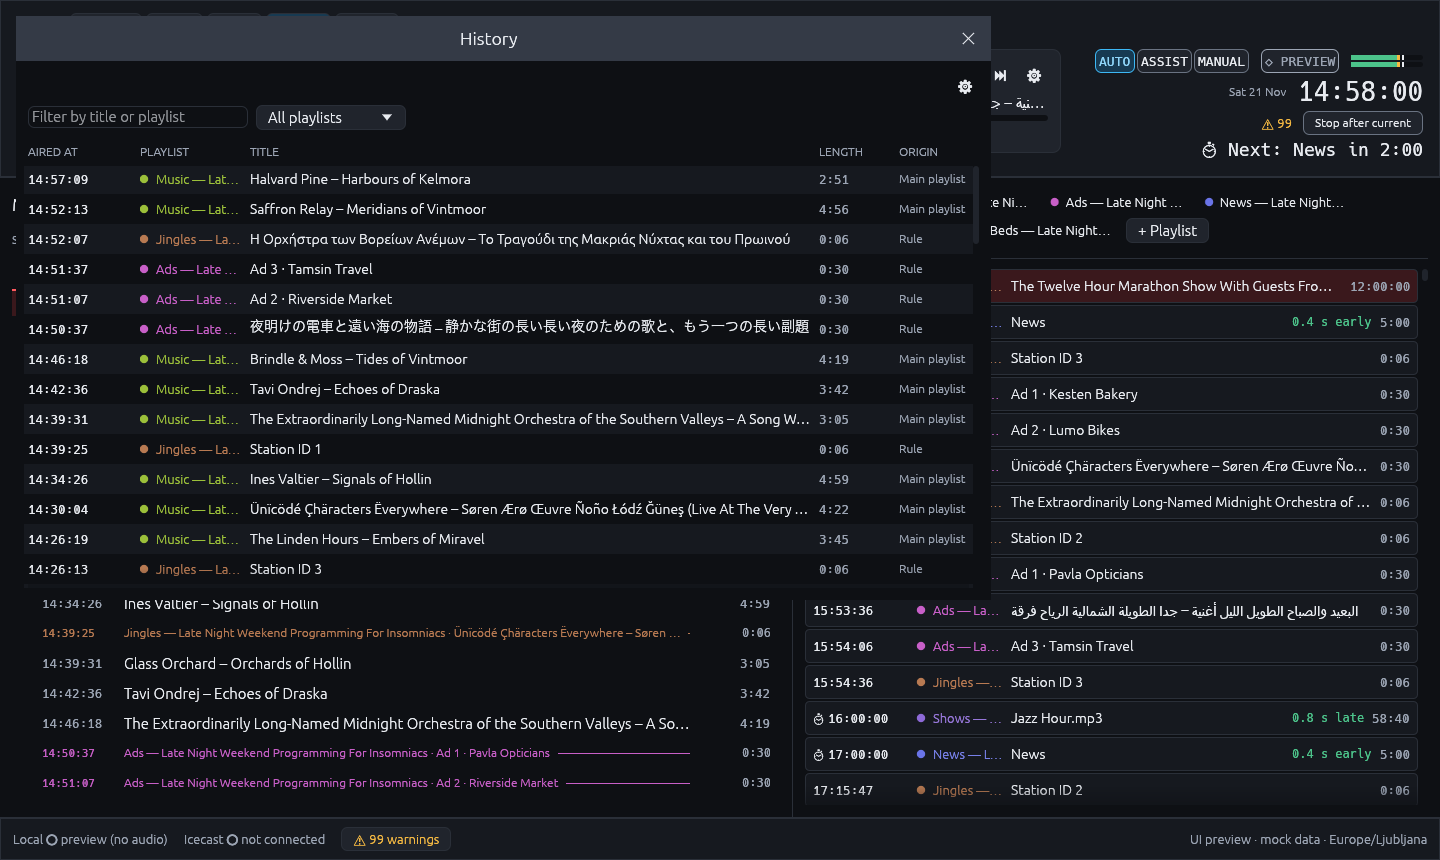 History
Filter by title or playlist
All playlists
AIRED AT PLAYLIST TITLE LENGTH ORIGIN
14:57:09 Music — Lat... Halvard Pine – Harbours of Kelmora 2:51 Main playlist
14:52:13 Music — Lat... Saffron Relay – Meridians of Vintmoor 4:56 Main playlist
14:52:07 Jingles — La... Η Ορχήστρα των Βορείων Ανέμων – Το Τραγούδι της Μακριάς Νύχτας και του Πρωινού 0:06 Rule
14:51:37 Ads — Late ... Ad 3 · Tamsin Travel 0:30 Rule
14:51:07 Ads — Late ... Ad 2 · Riverside Market 0:30 Rule
14:50:37 Ads — Late ... 夜明けの電車と遠い海の物語 – 静かな街の長い長い夜のための歌と、もう一つの長い副題 0:30 Rule
14:46:18 Music — Lat... Brindle & Moss – Tides of Vintmoor 4:19 Main playlist
14:42:36 Music — Lat... Tavi Ondrej – Echoes of Draska 3:42 Main playlist
14:39:31 Music — Lat... The Extraordinarily Long-Named Midnight Orchestra of the Southern Valleys – A Song W... 3:05 Main playlist
14:39:25 Jingles — La... Station ID 1 0:06 Rule
14:34:26 Music — Lat... Ines Valtier – Signals of Hollin 4:59 Main playlist
14:30:04 Music — Lat... Ünïcödé Çhäracters Ëverywhere – Søren Ærø Œuvre Ñoño Łódź Ğüneş (Live At The Very ... 4:22 Main playlist
14:26:19 Music — Lat... The Linden Hours – Embers of Miravel 3:45 Main playlist
14:26:13 Jingles — La... Station ID 3 0:06 Rule
14:34:26 Ines Valtier – Signals of Hollin 4:59
14:39:25 Jingles — Late Night Weekend Programming For Insomniacs · Ünïcödé Çhäracters Ëverywhere – Søren ... 0:06
14:39:31 Glass Orchard – Orchards of Hollin 3:05
14:42:36 Tavi Ondrej – Echoes of Draska 3:42
14:46:18 The Extraordinarily Long-Named Midnight Orchestra of the Southern Valleys – A So... 4:19
14:50:37 Ads — Late Night Weekend Programming For Insomniacs · Ad 1 · Pavla Opticians 0:30
14:51:07 Ads — Late Night Weekend Programming For Insomniacs · Ad 2 · Riverside Market 0:30
AUTO ASSIST MANUAL ◇ PREVIEW
Sat 21 Nov 14:58:00
⚠ 99 Stop after current
Next: News in 2:00
Ads — Late Night ... News — Late Night...
Beds — Late Night... + Playlist
The Twelve Hour Marathon Show With Guests Fro... 12:00:00
News 0.4 s early 5:00
Station ID 3 0:06
Ad 1 · Kesten Bakery 0:30
Ad 2 · Lumo Bikes 0:30
Ünïcödé Çhäracters Ëverywhere – Søren Ærø Œuvre Ño... 0:30
The Extraordinarily Long-Named Midnight Orchestra of ... 0:06
Station ID 2 0:06
Ad 1 · Pavla Opticians 0:30
15:53:36 Ads — La... البعيد والصباح الطويل الليل أغنية – جدا الطويلة الشمالية الرياح فرقة 0:30
15:54:06 Ads — La... Ad 3 · Tamsin Travel 0:30
15:54:36 Jingles —... Station ID 3 0:06
16:00:00 Shows — ... Jazz Hour.mp3 0.8 s late 58:40
17:00:00 News — L... News 0.4 s early 5:00
17:15:47 Jingles —... Station ID 2 0:06
Local preview (no audio) Icecast not connected ⚠ 99 warnings UI preview · mock data · Europe/Ljubljana